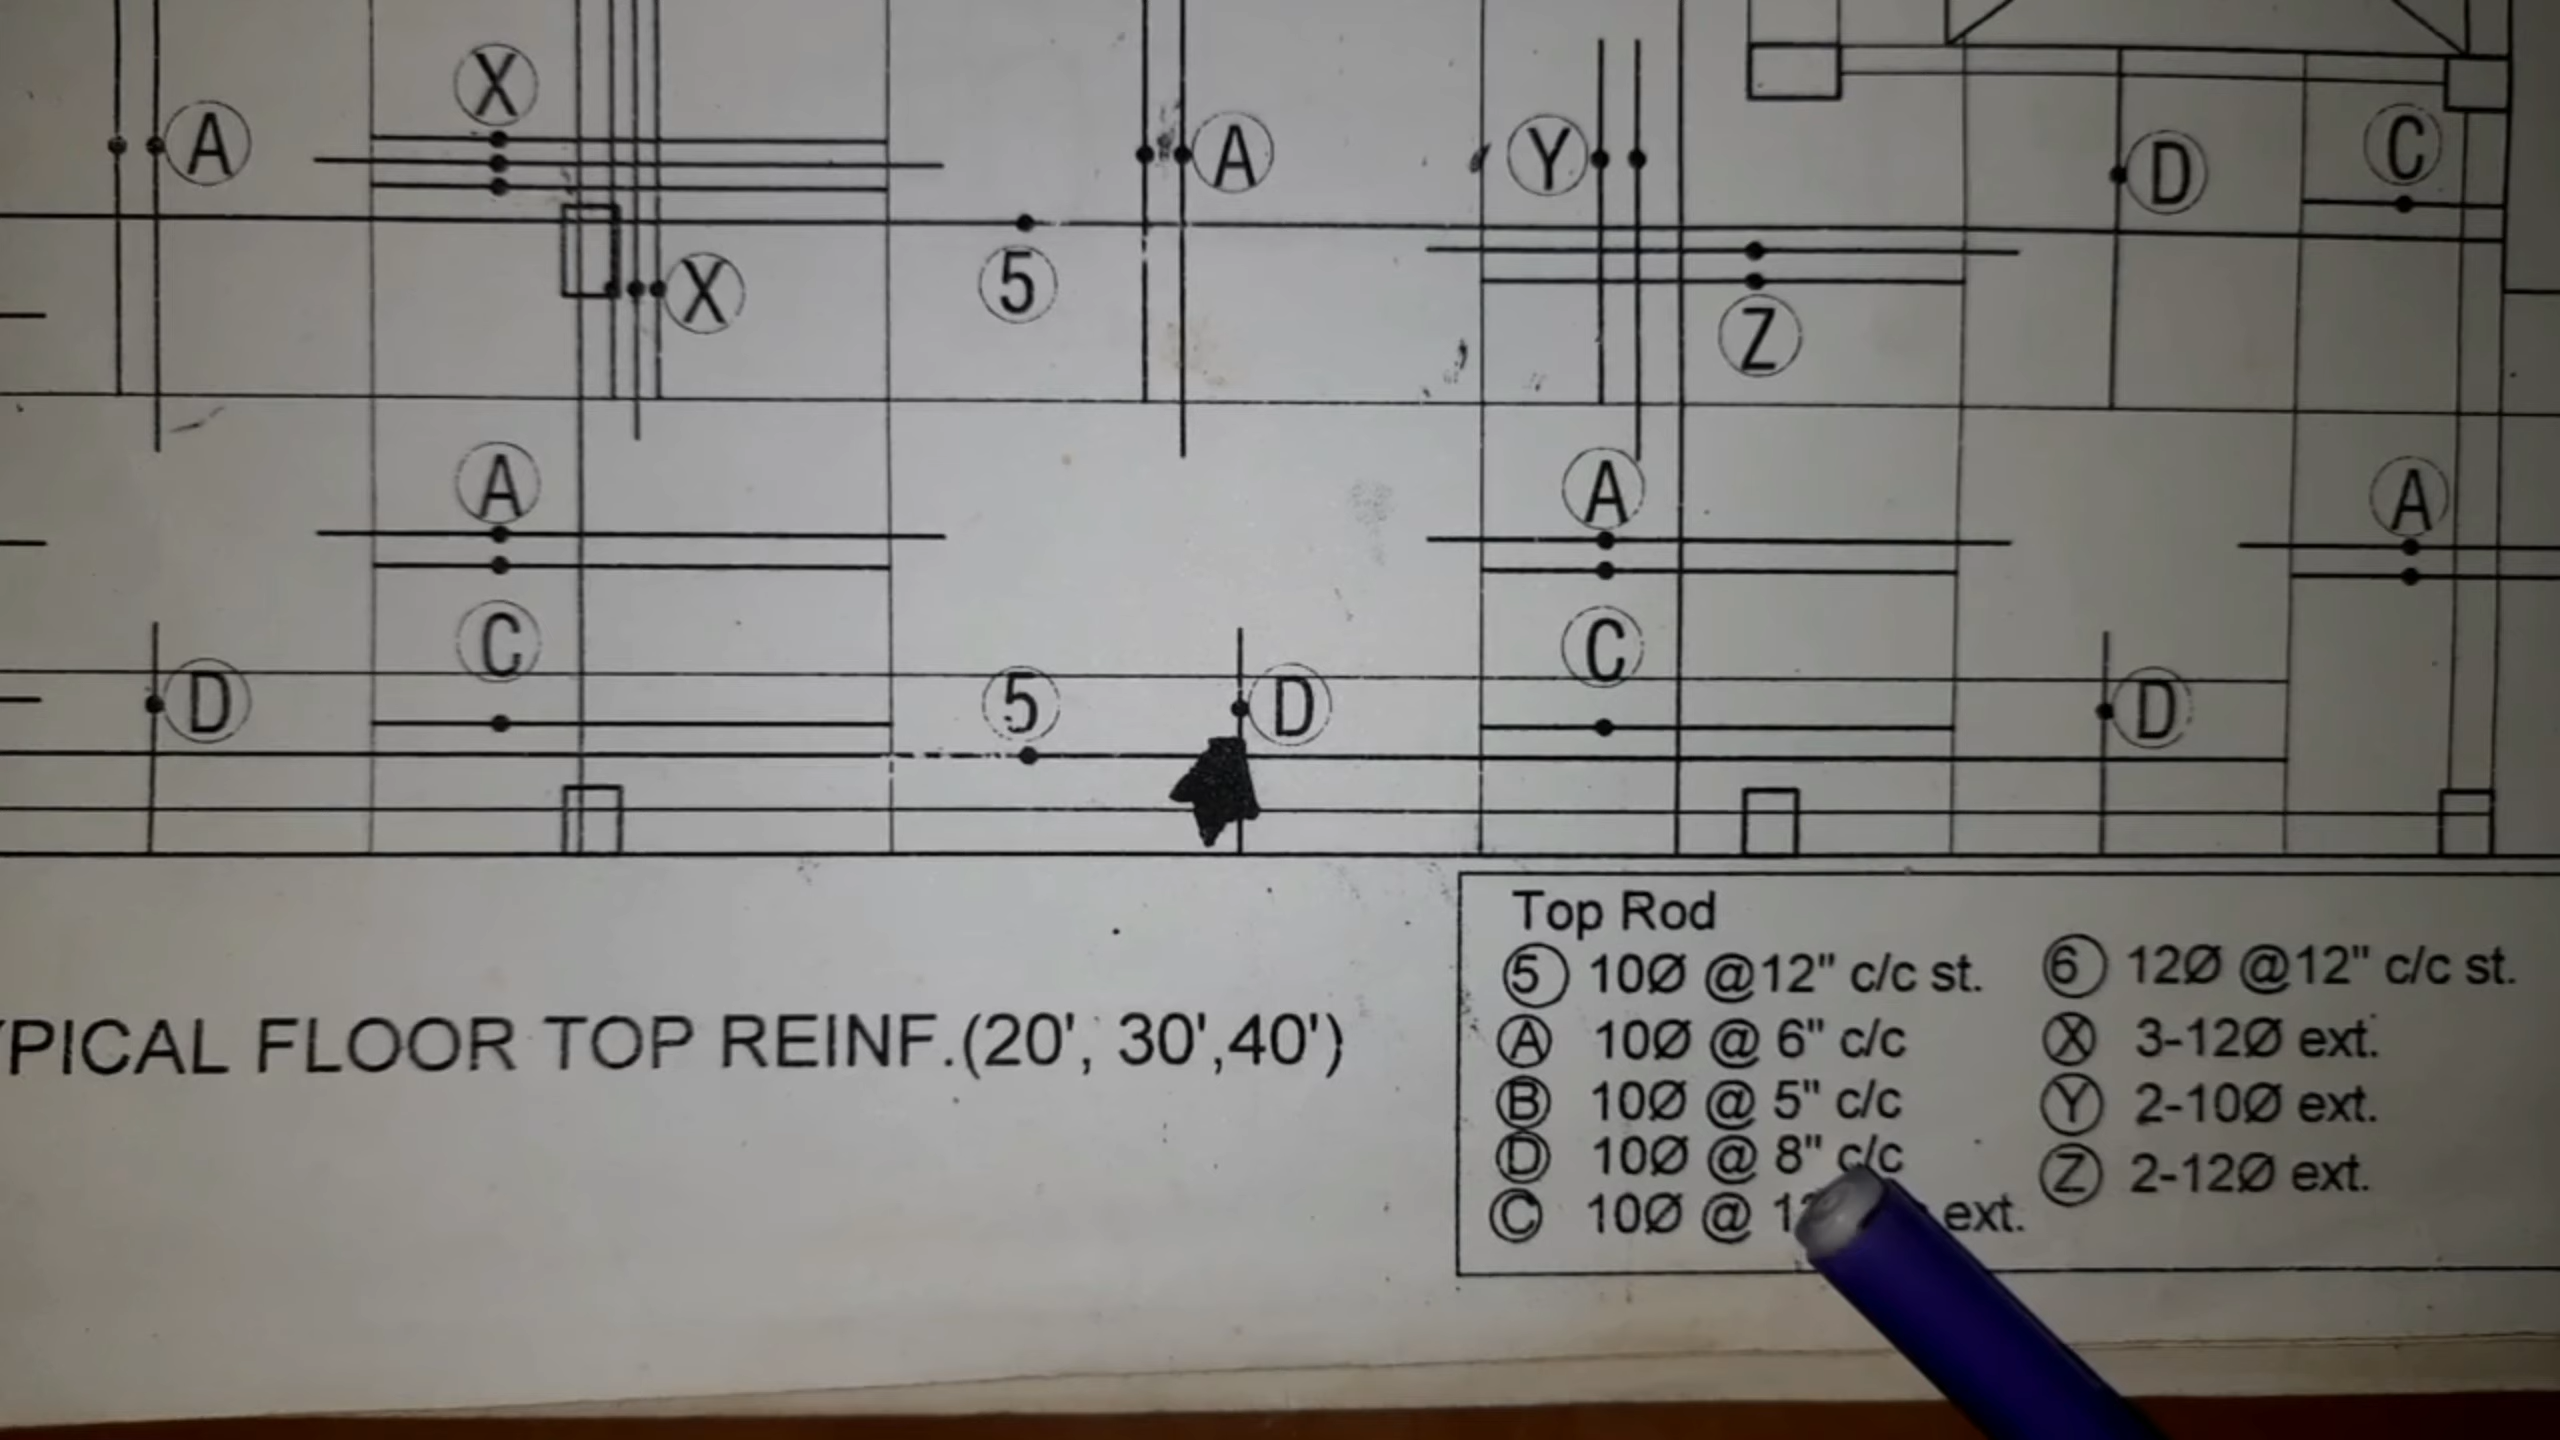 X
A
A
Y
D
C
X
5
Z
A
A
A
C
C
D
5
D
D
Top Rod
5 10Ø @12" c/c st.
A 10Ø @ 6" c/c
B 10Ø @ 5" c/c
D 10Ø @ 8" c/c
C 10Ø @ ext.
6 12Ø @12" c/c st.
X 3-12Ø ext.
Y 2-10Ø ext.
Z 2-12Ø ext.
YPICAL FLOOR TOP REINF.(20', 30',40')